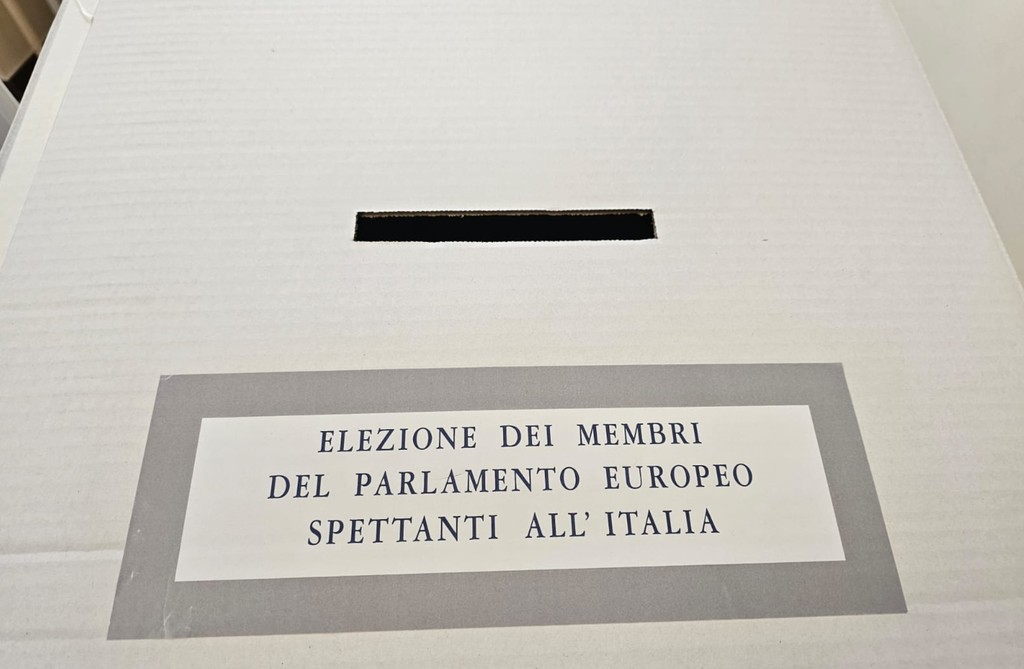 ELEZIONE DEI MEMBRI
DEL PARLAMENTO EUROPEO
SPETTANTI ALL' ITALIA